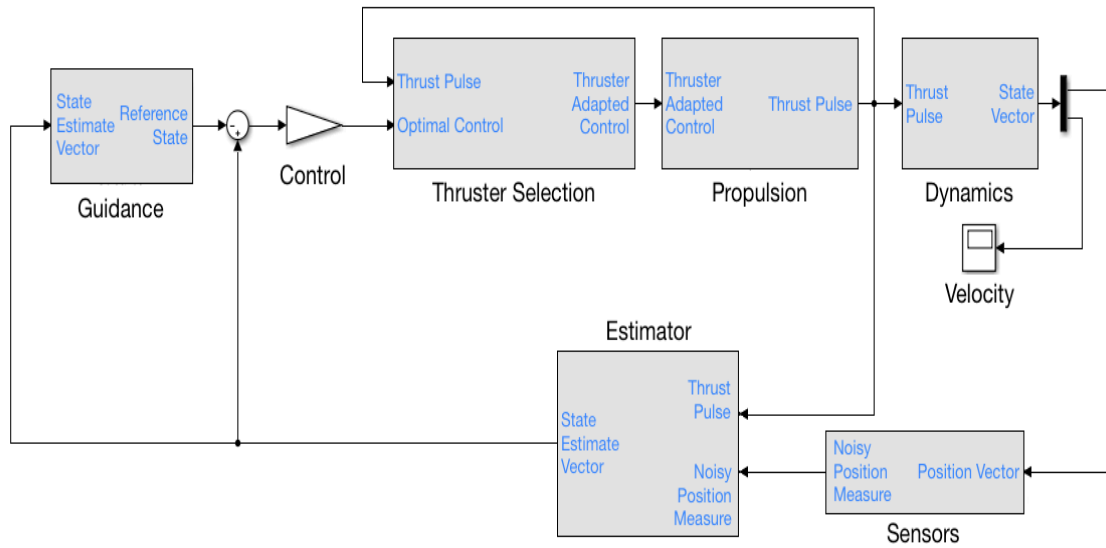 State
Estimate
Vector
Reference
State
Guidance
-
+
Control
Thrust Pulse
Optimal Control
Thruster
Adapted
Control
Thruster Selection
Thruster
Adapted
Control
Thrust Pulse
Propulsion
Thrust
Pulse
State
Vector
Dynamics
Velocity
Estimator
Thrust
Pulse
State
Estimate
Vector
Noisy
Position
Measure
Noisy
Position
Measure
Position Vector
Sensors